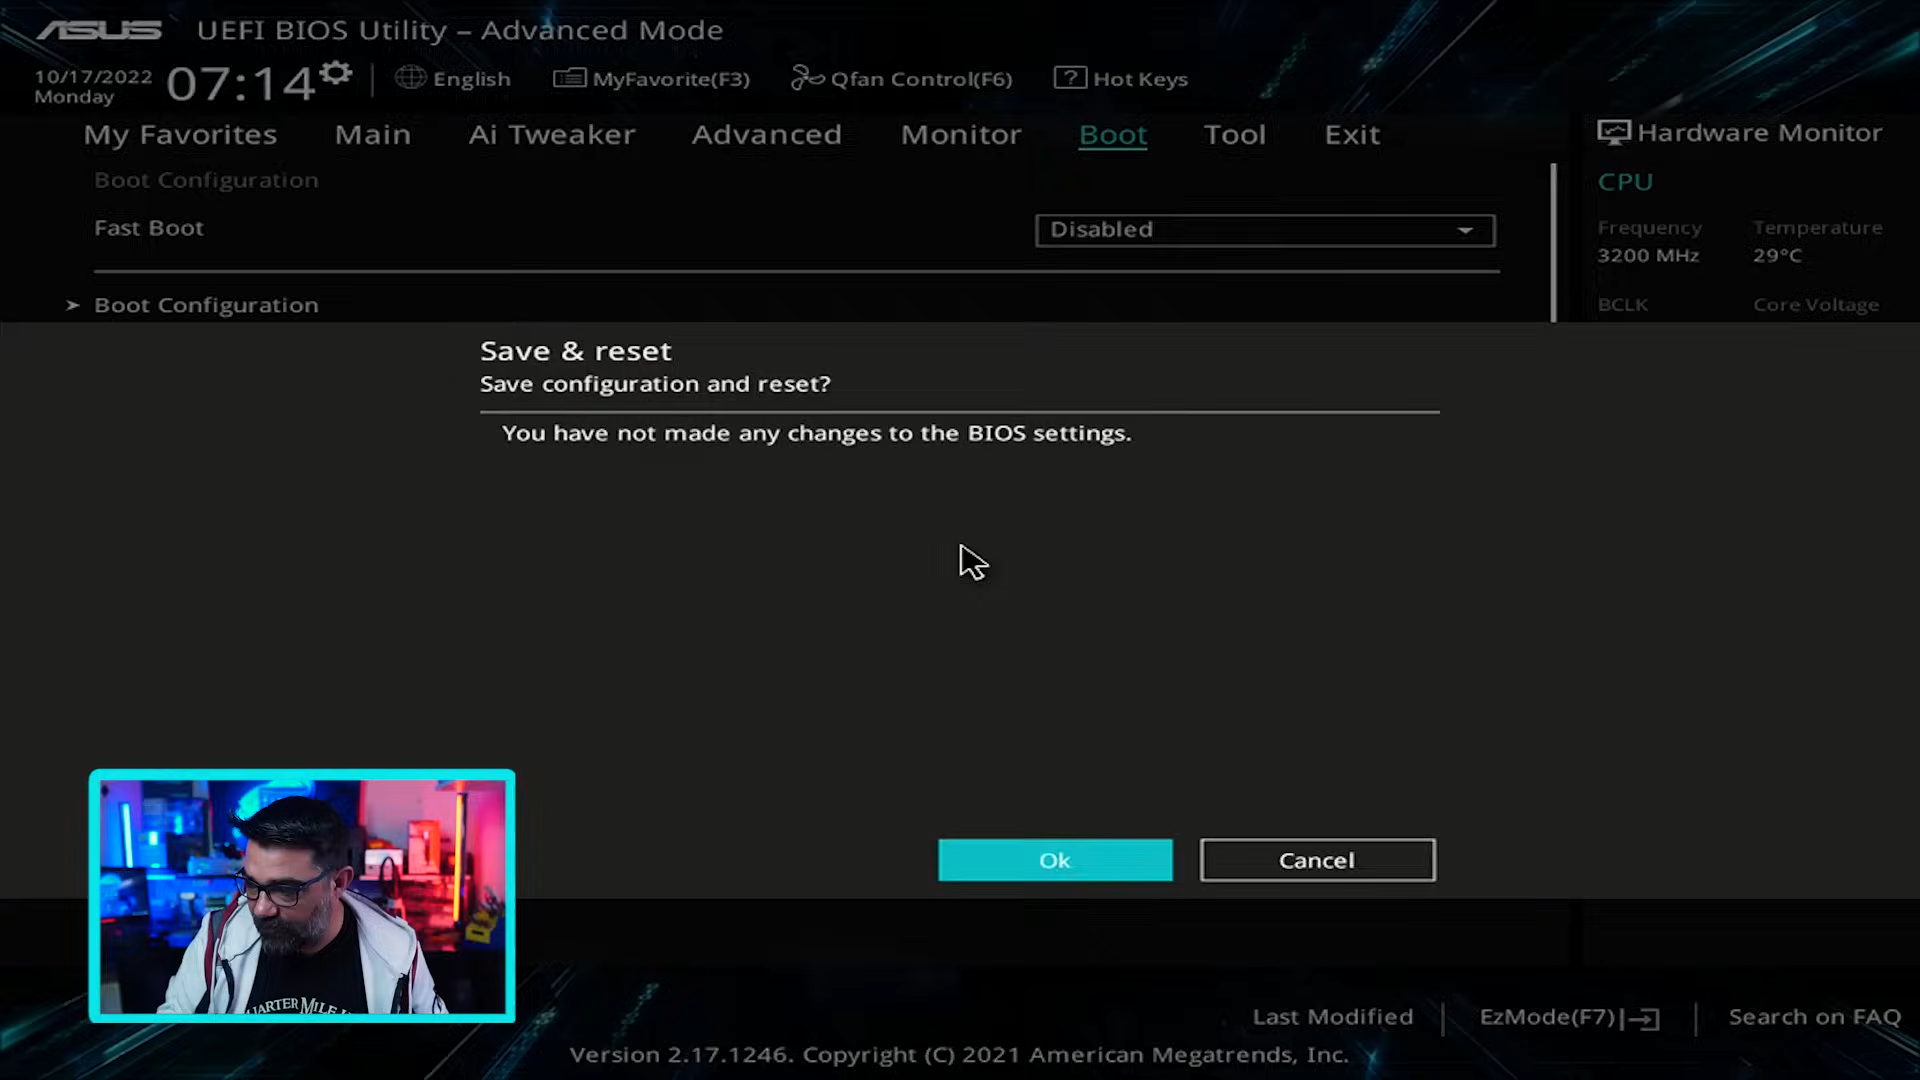 ASUS UEFI BIOS Utility – Advanced Mode
10/17/2022
Monday
07:14
English
MyFavorite(F3)
Qfan Control(F6)
? Hot Keys
My Favorites
Main
Ai Tweaker
Advanced
Monitor
Boot
Tool
Exit
Hardware Monitor
Boot Configuration
Fast Boot
Disabled
> Boot Configuration
CPU
Frequency Temperature
3200 MHz 29°C
BCLK Core Voltage
Save & reset
Save configuration and reset?
You have not made any changes to the BIOS settings.
Ok
Cancel
Last Modified
EzMode(F7)
Search on FAQ
Version 2.17.1246. Copyright (C) 2021 American Megatrends, Inc.